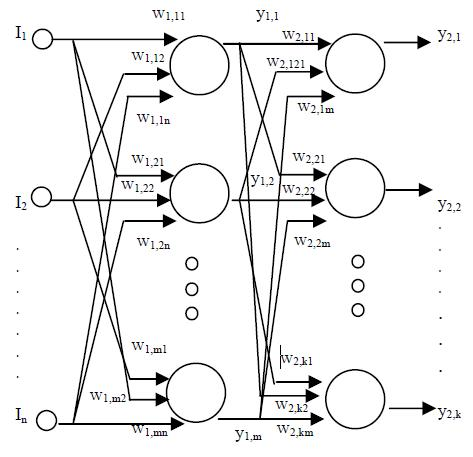 w1,11 y1,1
I1 w2,11 y2,1
w1,12 w2,121
w1,1n w2,1m
w1,21 w2,21
w1,22 y1,2 w2,22
I2 y2,2
w1,2n w2,2m
w1,m1 w2,k1
w1,m2 w2,k2
In w1,mn y1,m w2,km y2,k